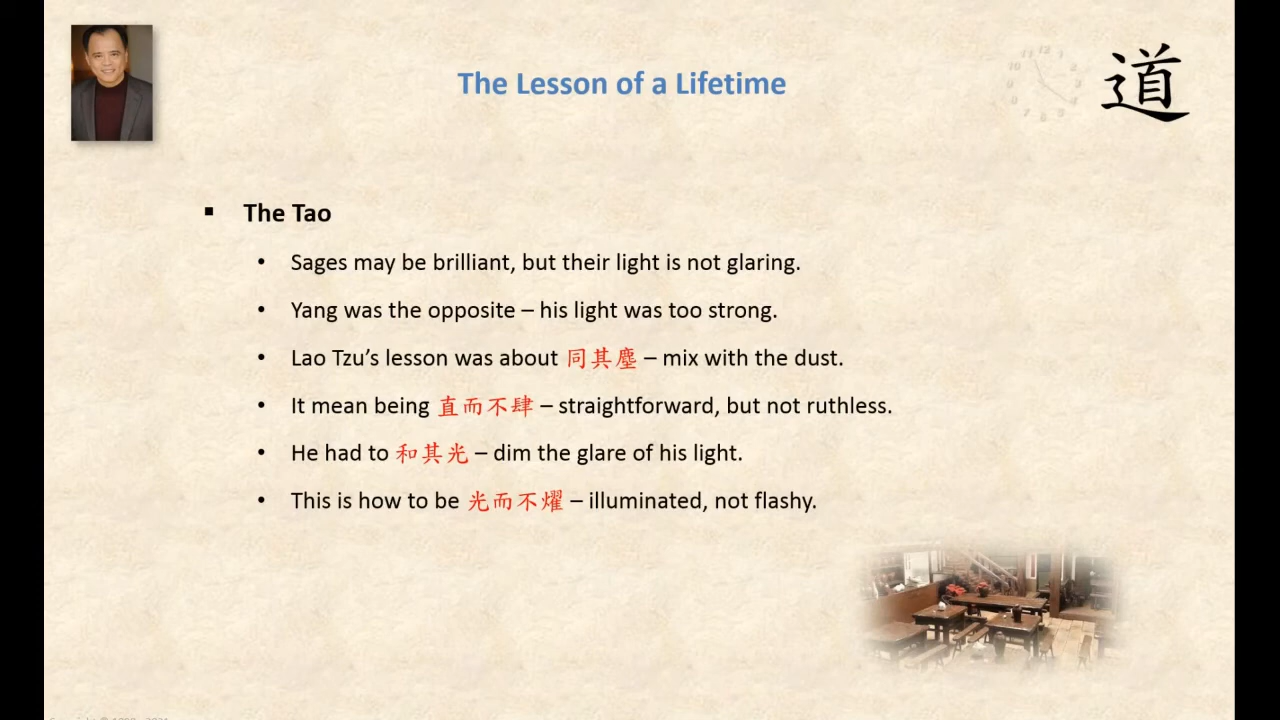 The Lesson of a Lifetime
道
▪ The Tao
• Sages may be brilliant, but their light is not glaring.
• Yang was the opposite – his light was too strong.
• Lao Tzu’s lesson was about 同其塵 – mix with the dust.
• It mean being 直而不肆 – straightforward, but not ruthless.
• He had to 和其光 – dim the glare of his light.
• This is how to be 光而不燿 – illuminated, not flashy.